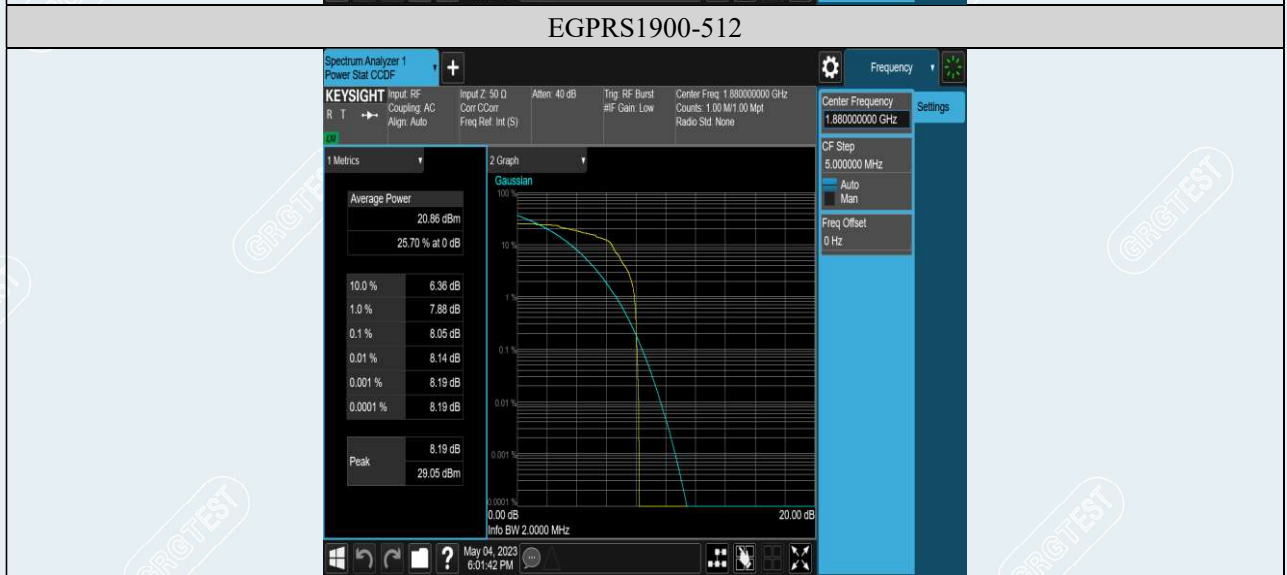 EGPRS1900-512
Spectrum Analyzer 1
Power Stat CCDF
+
Frequency
KEYSIGHT
R T
LXI
Input: RF
Coupling: AC
Align: Auto
Input Z: 50 Ω
Corr CCorr
Freq Ref: Int (S)
Atten: 40 dB
Trig: RF Burst
#IF Gain: Low
Center Freq: 1.880000000 GHz
Counts: 1.00 M/1.00 Mpt
Radio Std: None
Center Frequency
1.880000000 GHz
Settings
CF Step
5.000000 MHz
Auto
Man
Freq Offset
0 Hz
1 Metrics
Average Power
20.86 dBm
25.70 % at 0 dB
10.0 % 6.36 dB
1.0 % 7.88 dB
0.1 % 8.05 dB
0.01 % 8.14 dB
0.001 % 8.19 dB
0.0001 % 8.19 dB
Peak 8.19 dB
29.05 dBm
2 Graph
Gaussian
100 %
10 %
1 %
0.1 %
0.01 %
0.001 %
0.0001 %
0.00 dB 20.00 dB
Info BW 2.0000 MHz
?
May 04, 2023
6:01:42 PM
GRGTEST
GRGTEST
GRGTEST
GRGTEST
GRGTEST